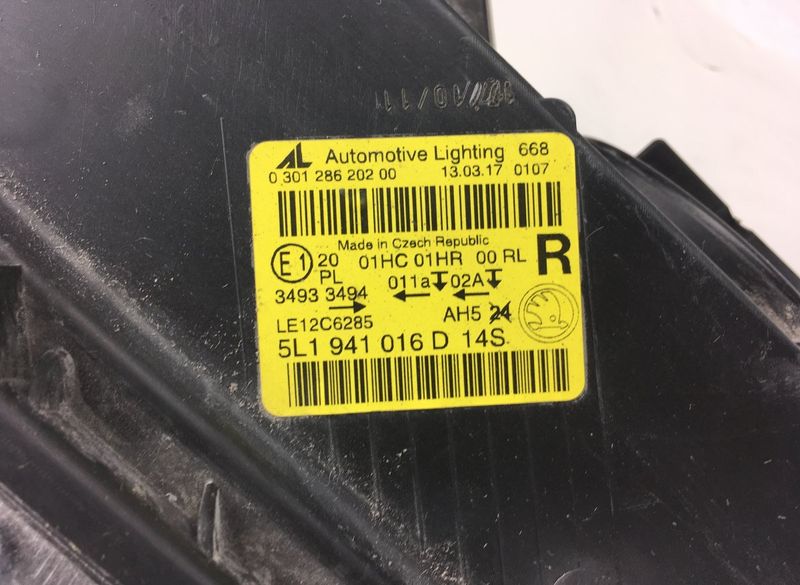 AL Automotive Lighting 668
0 301 286 202 00 13.03.17 0107
Made in Czech Republic
E1 20 01HC 01HR 00 RL R
PL 011a 02A
3493 3494
LE12C6285 AH5 24
5L1 941 016 D 14S